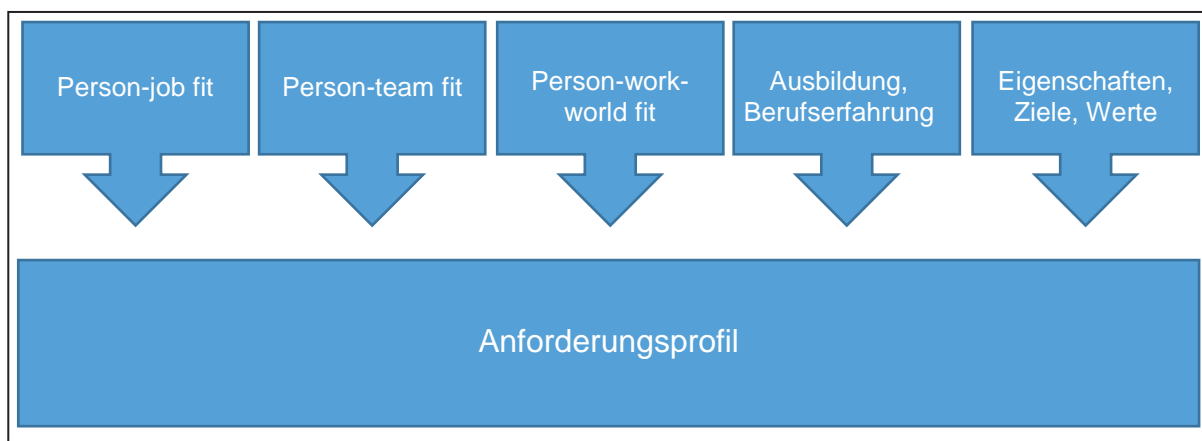 Person-job fit
Person-team fit
Person-work-
world fit
Ausbildung,
Berufserfahrung
Eigenschaften,
Ziele, Werte
Anforderungsprofil